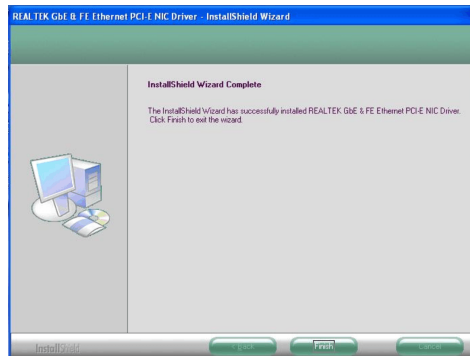 REALTEK GbE & FE Ethernet PCI-E NIC Driver - InstallShield Wizard
InstallShield Wizard Complete
The InstallShield Wizard has successfully installed REALTEK GbE & FE Ethernet PCI-E NIC Driver.
Click Finish to exit the wizard.
InstallShield
< Back Finish Cancel